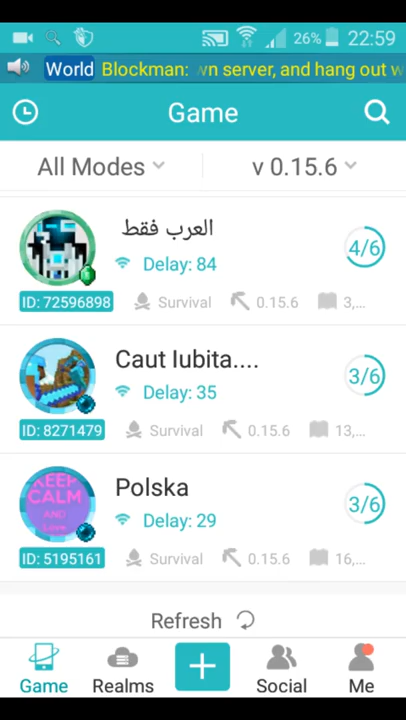 26% 22:59
World Blockman: wn server, and hang out w
Game
All Modes v 0.15.6
العرب فقط
4/6
Delay: 84
ID: 72596898 Survival 0.15.6 3,...
Caut Iubita....
3/6
Delay: 35
ID: 8271479 Survival 0.15.6 13,...
KEEP
CALM
AND
Love
Polska
3/6
Delay: 29
ID: 5195161 Survival 0.15.6 16,...
Refresh
Game Realms Social Me